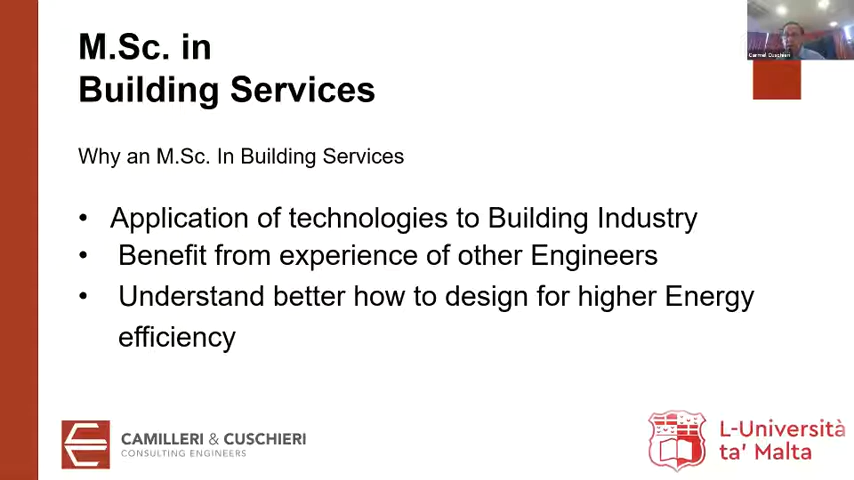 M.Sc. in
Building Services
Carmel Cuschieri
Why an M.Sc. In Building Services
• Application of technologies to Building Industry
• Benefit from experience of other Engineers
• Understand better how to design for higher Energy
efficiency
CAMILLERI & CUSCHIERI
CONSULTING ENGINEERS
L-Università
ta' Malta